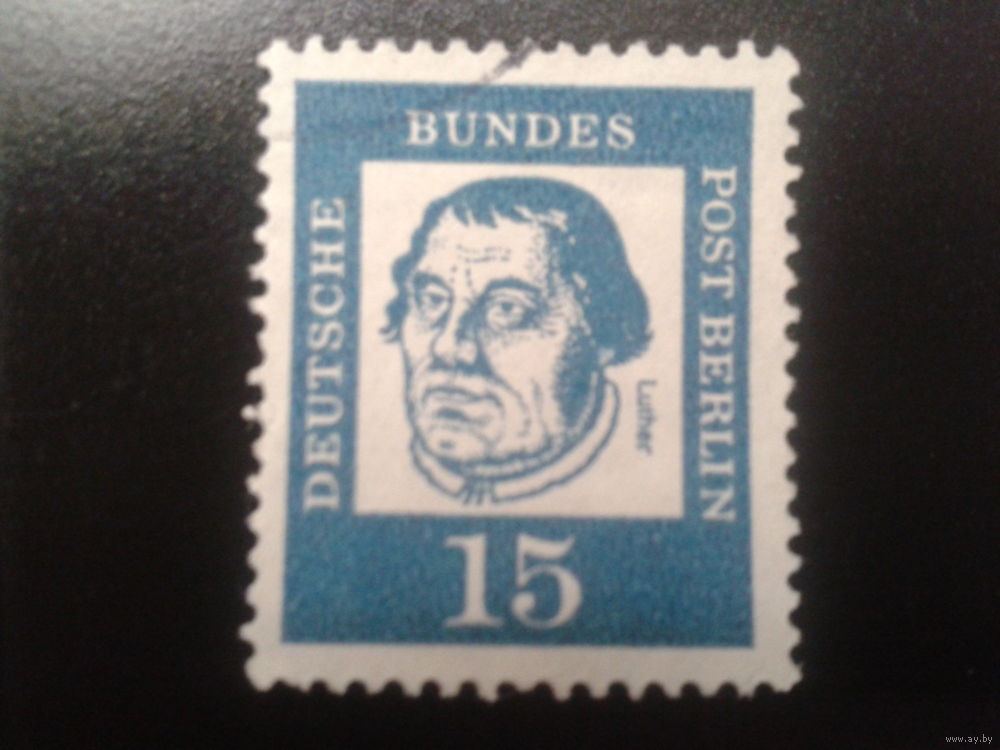 DEUTSCHE
BUNDES
POST BERLIN
Luther
15
www.ay.by